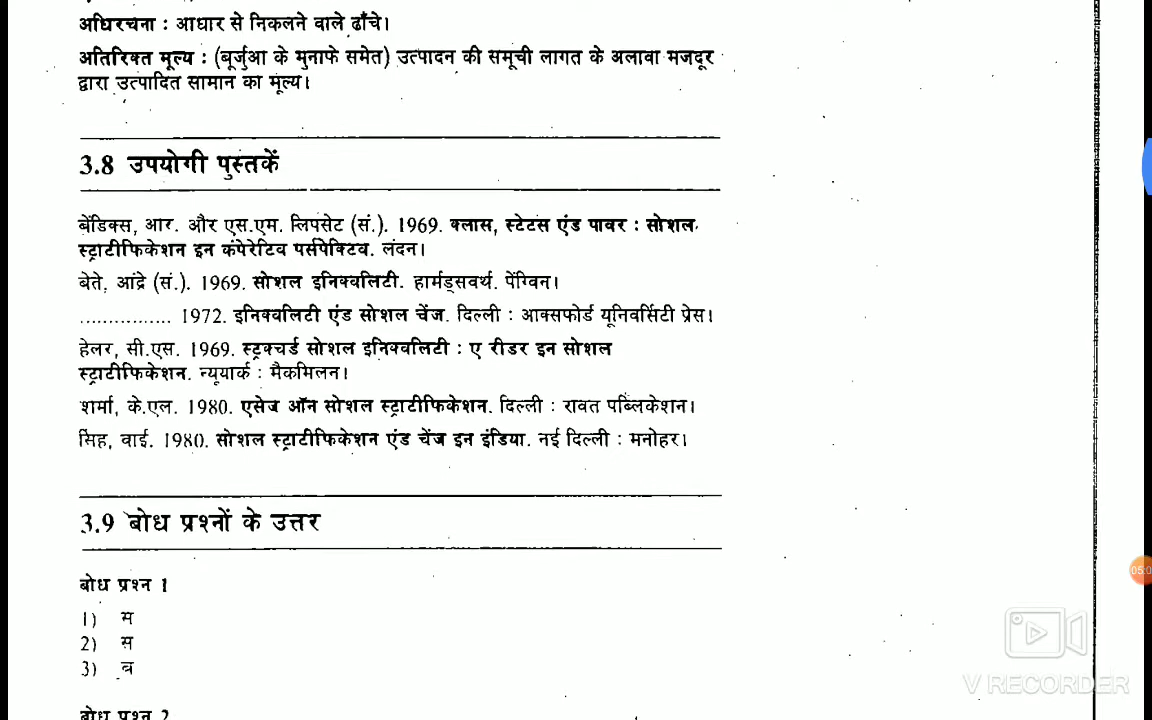 अधिरचना : आधार से निकलने वाले ढाँचे।
अतिरिक्त मूल्य : (बूर्जुआ के मुनाफे समेत) उत्पादन की समूची लागत के अलावा मजदूर
द्वारा उत्पादित सामान का मूल्य।
3.8 उपयोगी पुस्तकें
बेंडिक्स, आर. और एस.एम. लिपसेट (सं.). 1969. क्लास, स्टेटस एंड पावर : सोशल
स्ट्राटीफिकेशन इन कंपेरेटिव पर्सपेक्टिव. लंदन।
बेते, आंद्रे (सं.). 1969. सोशल इनिक्वलिटी. हार्मड्सवर्थ. पेंग्विन।
................ 1972. इनिक्वलिटी एंड सोशल चेंज. दिल्ली : आक्सफोर्ड यूनिवर्सिटी प्रेस।
हेलर, सी.एस. 1969. स्ट्रक्चर्ड सोशल इनिक्वलिटी : ए रीडर इन सोशल
स्ट्राटीफिकेशन. न्यूयार्क : मैकमिलन।
शर्मा, के.एल. 1980. एसेज ऑन सोशल स्ट्राटीफिकेशन. दिल्ली : रावत पब्लिकेशन।
सिंह, वाई. 1980. सोशल स्ट्राटीफिकेशन एंड चेंज इन इंडिया. नई दिल्ली : मनोहर।
3.9 बोध प्रश्नों के उत्तर
बोध प्रश्न 1
1) म
2) स
3) ब
बोध प्रश्न 2
05:0
V RECORDER